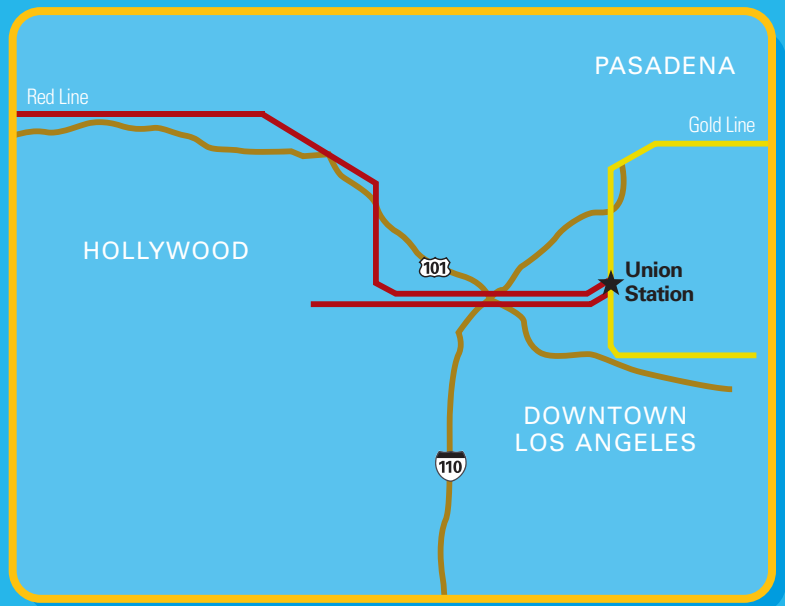 PASADENA
Red Line
Gold Line
HOLLYWOOD
101
Union
Station
DOWNTOWN
LOS ANGELES
110